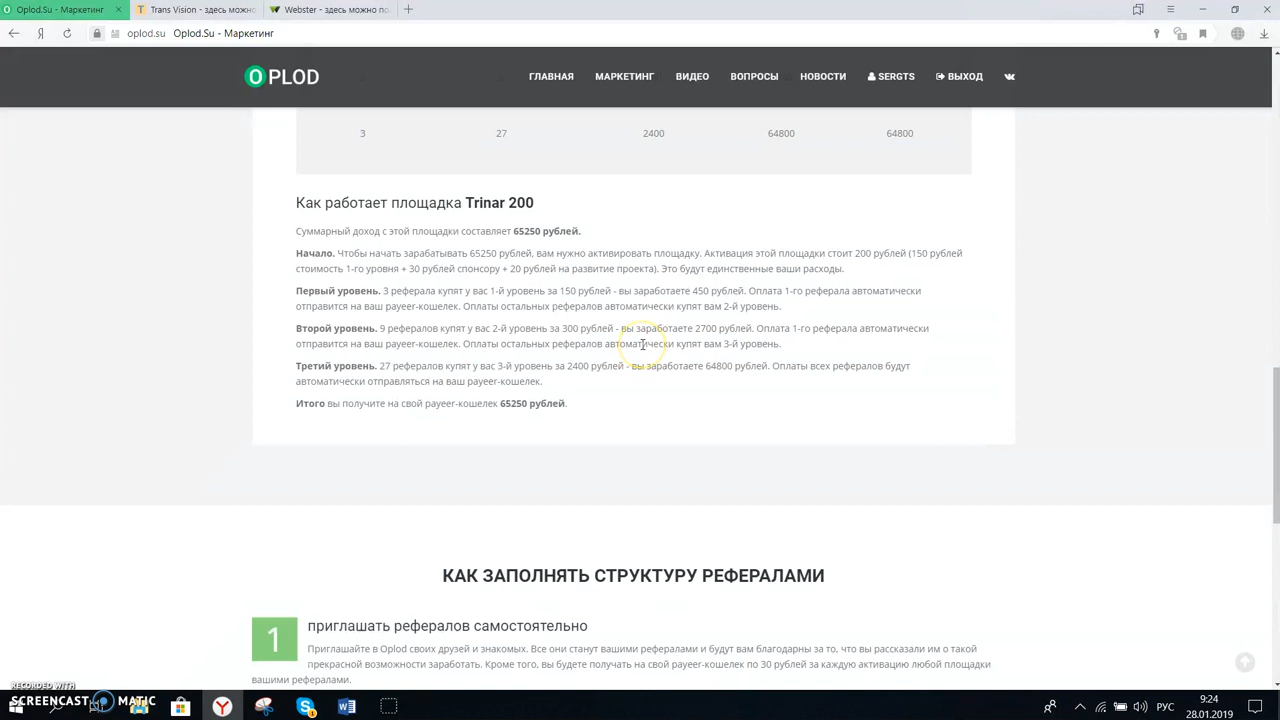 Oplod.Su - Маркетинг
Trans Vision - здесь можно
Webster - здесь можно по
Я
oplod.su Oplod.Su - Маркетинг
OPLOD
ГЛАВНАЯ МАРКЕТИНГ ВИДЕО ВОПРОСЫ НОВОСТИ SERGTS ВЫХОД
3 27 2400 64800 64800
Как работает площадка Trinar 200
Суммарный доход с этой площадки составляет 65250 рублей.
Начало. Чтобы начать зарабатывать 65250 рублей, вам нужно активировать площадку. Активация этой площадки стоит 200 рублей (150 рублей
стоимость 1-го уровня + 30 рублей спонсору + 20 рублей на развитие проекта). Это будут единственные ваши расходы.
Первый уровень. 3 реферала купят у вас 1-й уровень за 150 рублей - вы заработаете 450 рублей. Оплата 1-го реферала автоматически
отправится на ваш payeer-кошелек. Оплаты остальных рефералов автоматически купят вам 2-й уровень.
Второй уровень. 9 рефералов купят у вас 2-й уровень за 300 рублей - вы заработаете 2700 рублей. Оплата 1-го реферала автоматически
отправится на ваш payeer-кошелек. Оплаты остальных рефералов автоматически купят вам 3-й уровень.
Третий уровень. 27 рефералов купят у вас 3-й уровень за 2400 рублей - вы заработаете 64800 рублей. Оплаты всех рефералов будут
автоматически отправляться на ваш payeer-кошелек.
Итого вы получите на свой payeer-кошелек 65250 рублей.
КАК ЗАПОЛНЯТЬ СТРУКТУРУ РЕФЕРАЛАМИ
1
приглашать рефералов самостоятельно
Приглашайте в Oplod своих друзей и знакомых. Все они станут вашими рефералами и будут вам благодарны за то, что вы рассказали им о такой
прекрасной возможности заработать. Кроме того, вы будете получать на свой payeer-кошелек по 30 рублей за каждую активацию любой площадки
вашими рефералами.
RECORDED WITH
SCREENCAST MATIC
РУС
9:24
28.01.2019